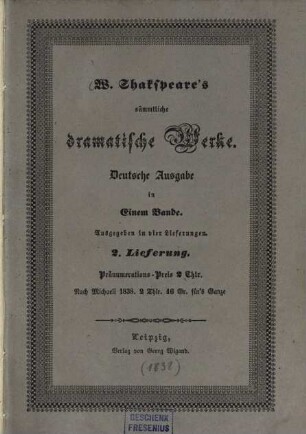 W. Shakspeare's
sämmtliche
dramatische Werke.
Deutsche Ausgabe
in
Einem Bande.
Ausgegeben in vier Lieferungen.
2. Lieferung.
Pränumerations-Preis 2 Thlr.
Nach Michaeli 1838. 2 Thlr. 16 Gr. für's Ganze
Leipzig,
Verlag von Georg Wigand.
(1838)
GESCHENK
FRESENIUS